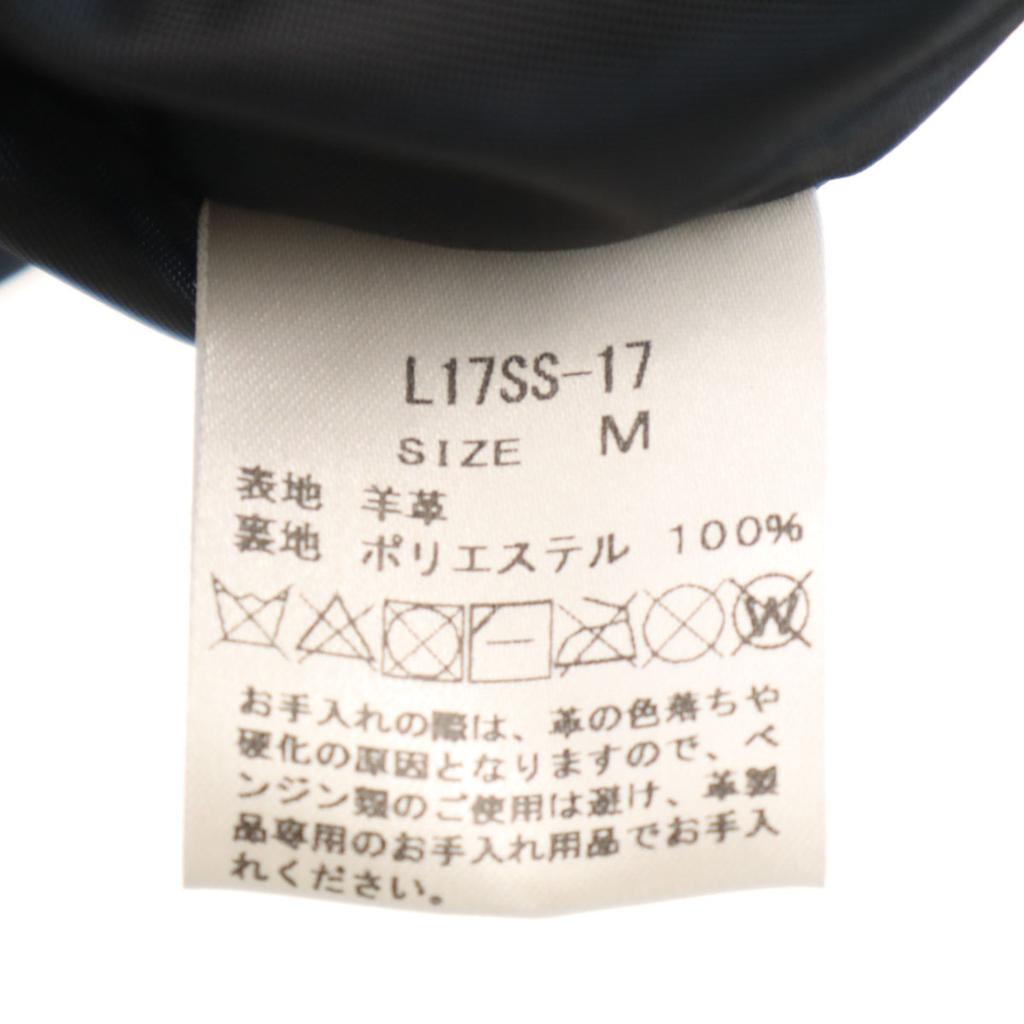 L17SS-17
SIZE M
表地 羊革
裏地 ポリエステル 100%
W
お手入れの際は、革の色落ちや
硬化の原因となりますので、ベ
ンジン類のご使用は避け、革製
品専用のお手入れ用品でお手入
れください。